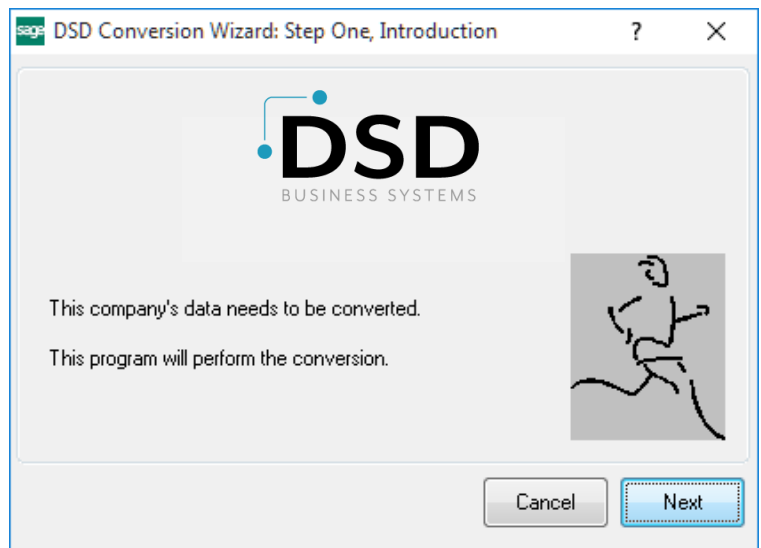 sage DSD Conversion Wizard: Step One, Introduction ?
DSD
BUSINESS SYSTEMS
This company's data needs to be converted.
This program will perform the conversion.
Cancel Next